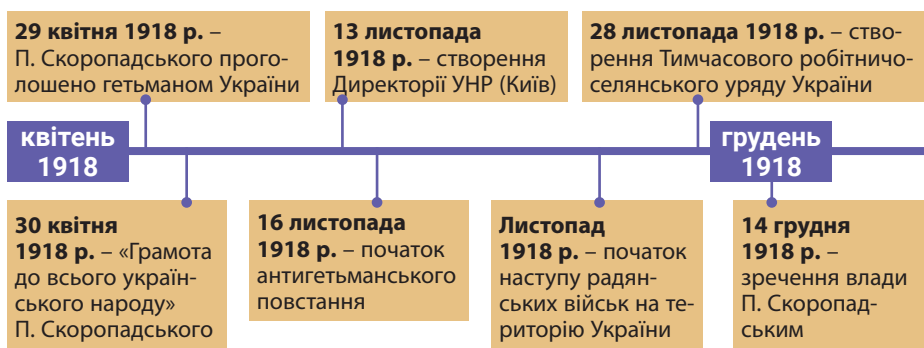 29 квітня 1918 р. –
П. Скоропадського прого-
лошено гетьманом України
13 листопада
1918 р. – створення
Директорії УНР (Київ)
28 листопада 1918 р. – ство-
рення Тимчасового робітничо-
селянського уряду України
квітень
1918
грудень
1918
30 квітня
1918 р. – «Грамота
до всього україн-
ського народу»
П. Скоропадського
16 листопада
1918 р. – початок
антигетьманського
повстання
Листопад
1918 р. – початок
наступу радян-
ських військ на те-
риторію України
14 грудня
1918 р. –
зречення влади
П. Скоропад-
ським